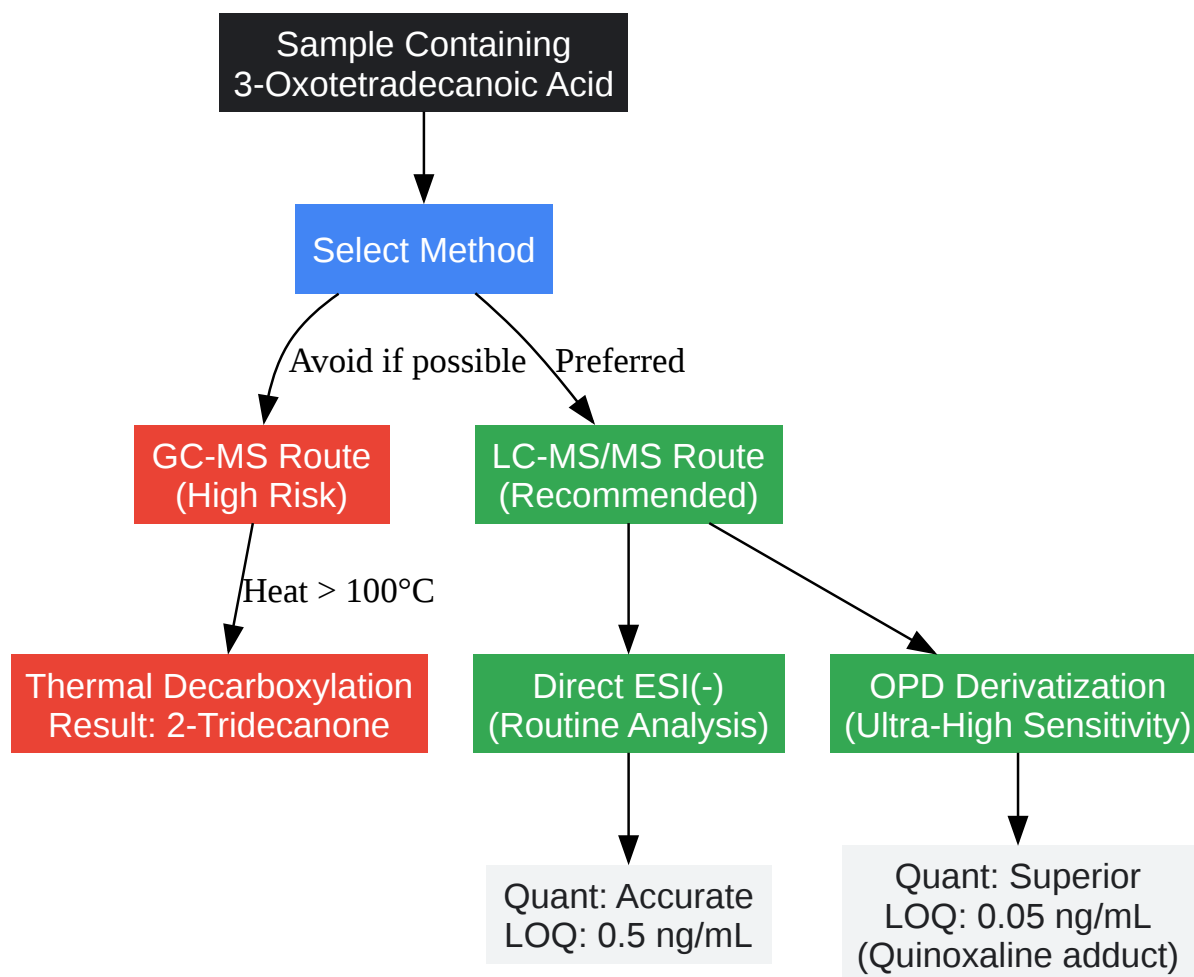 Sample Containing
3-Oxotetradecanoic Acid
Select Method
Avoid if possible
Preferred
GC-MS Route
(High Risk)
LC-MS/MS Route
(Recommended)
Heat > 100°C
Thermal Decarboxylation
Result: 2-Tridecanone
Direct ESI(-)
(Routine Analysis)
OPD Derivatization
(Ultra-High Sensitivity)
Quant: Accurate
LOQ: 0.5 ng/mL
Quant: Superior
LOQ: 0.05 ng/mL
(Quinoxaline adduct)